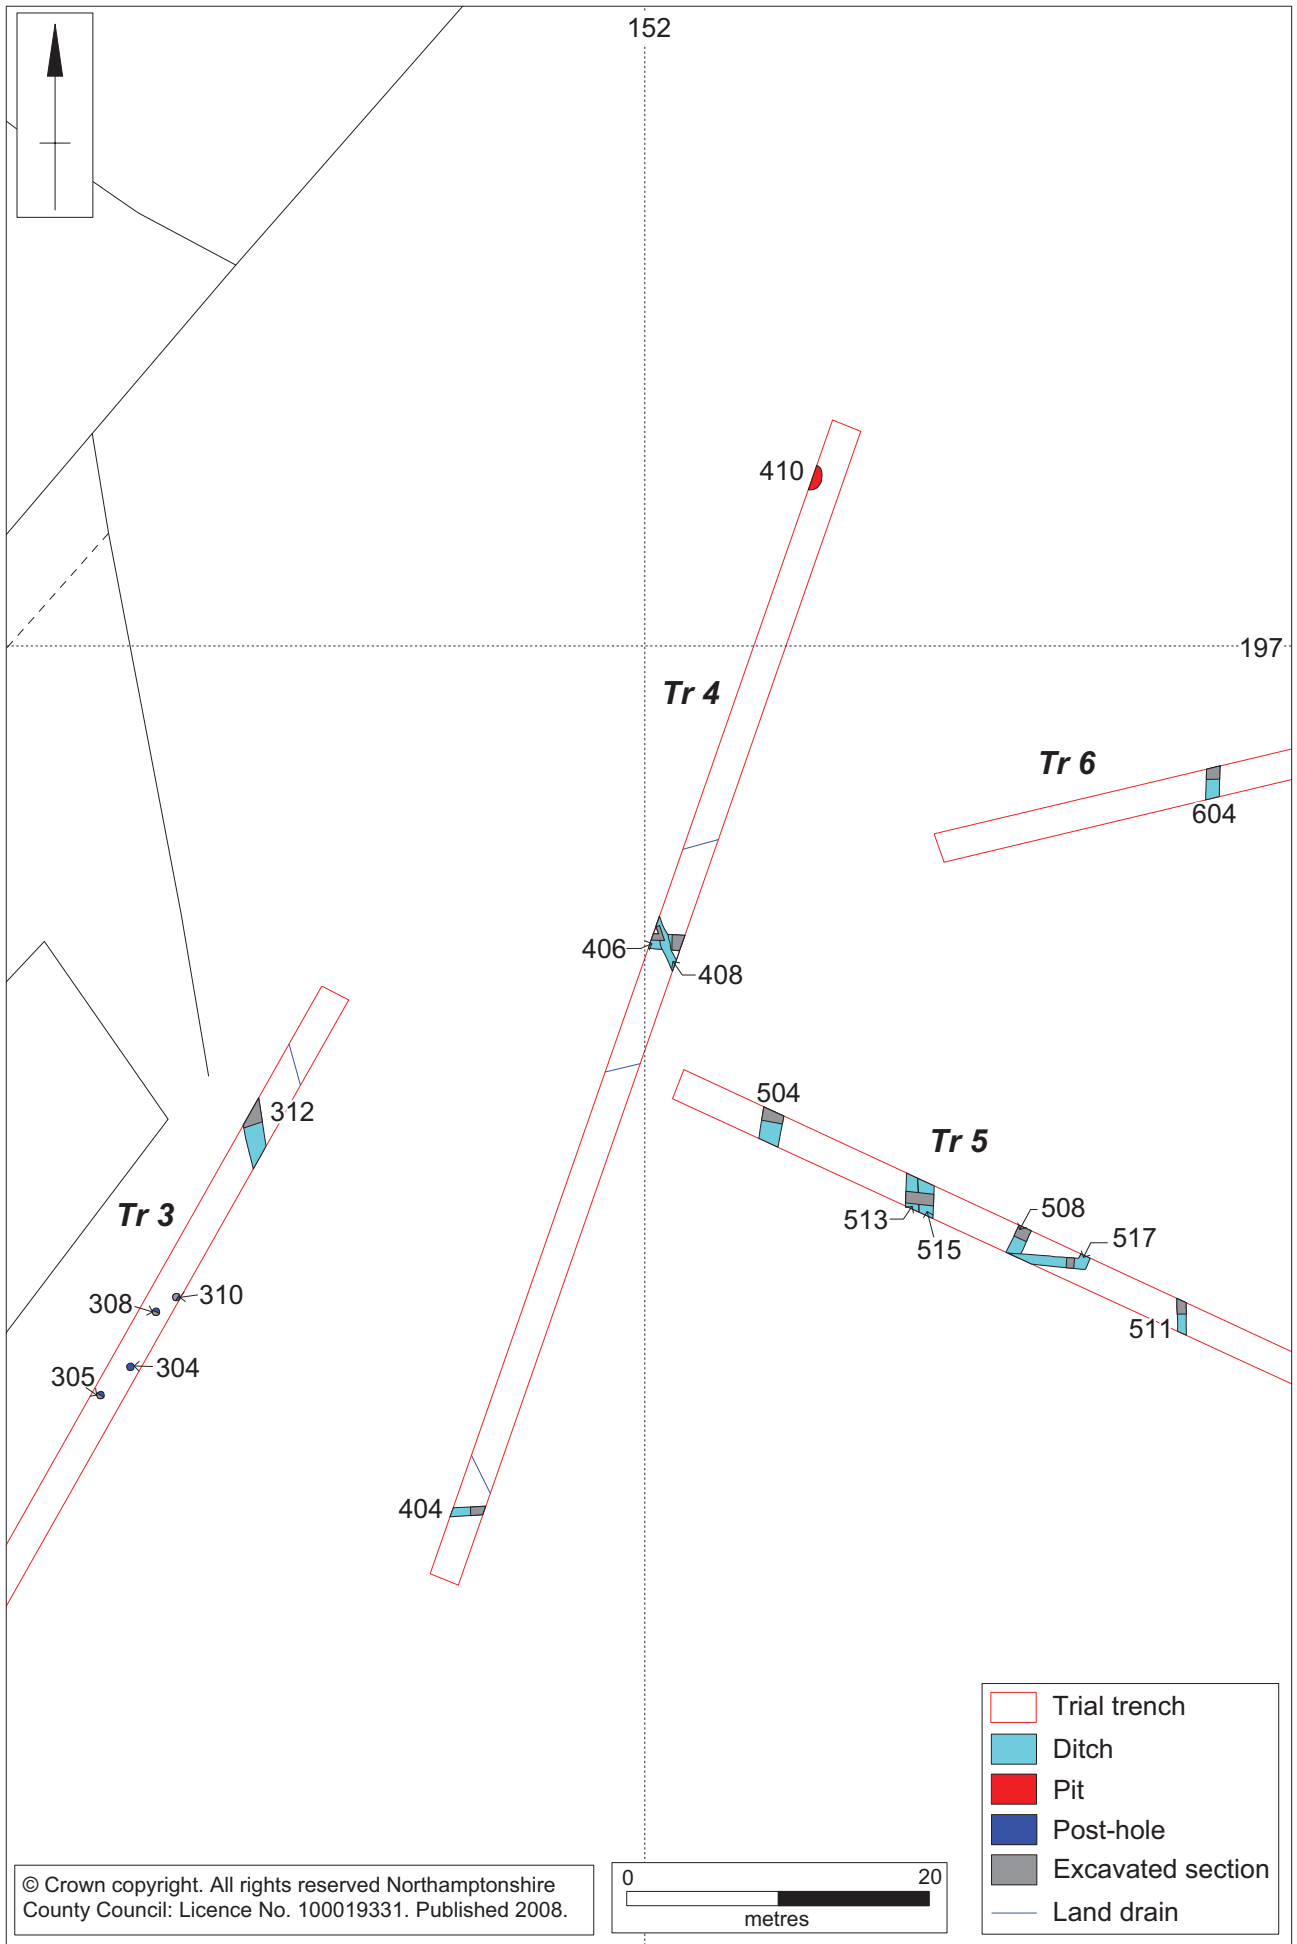 152
410
197
Tr 4
Tr 6
604
406
408
504
312
Tr 5
Tr 3
513
515
508
517
310
308
511
304
305
404
Trial trench
Ditch
Pit
Post-hole
Excavated section
Land drain
0 20
metres
© Crown copyright. All rights reserved Northamptonshire
County Council: Licence No. 100019331. Published 2008.